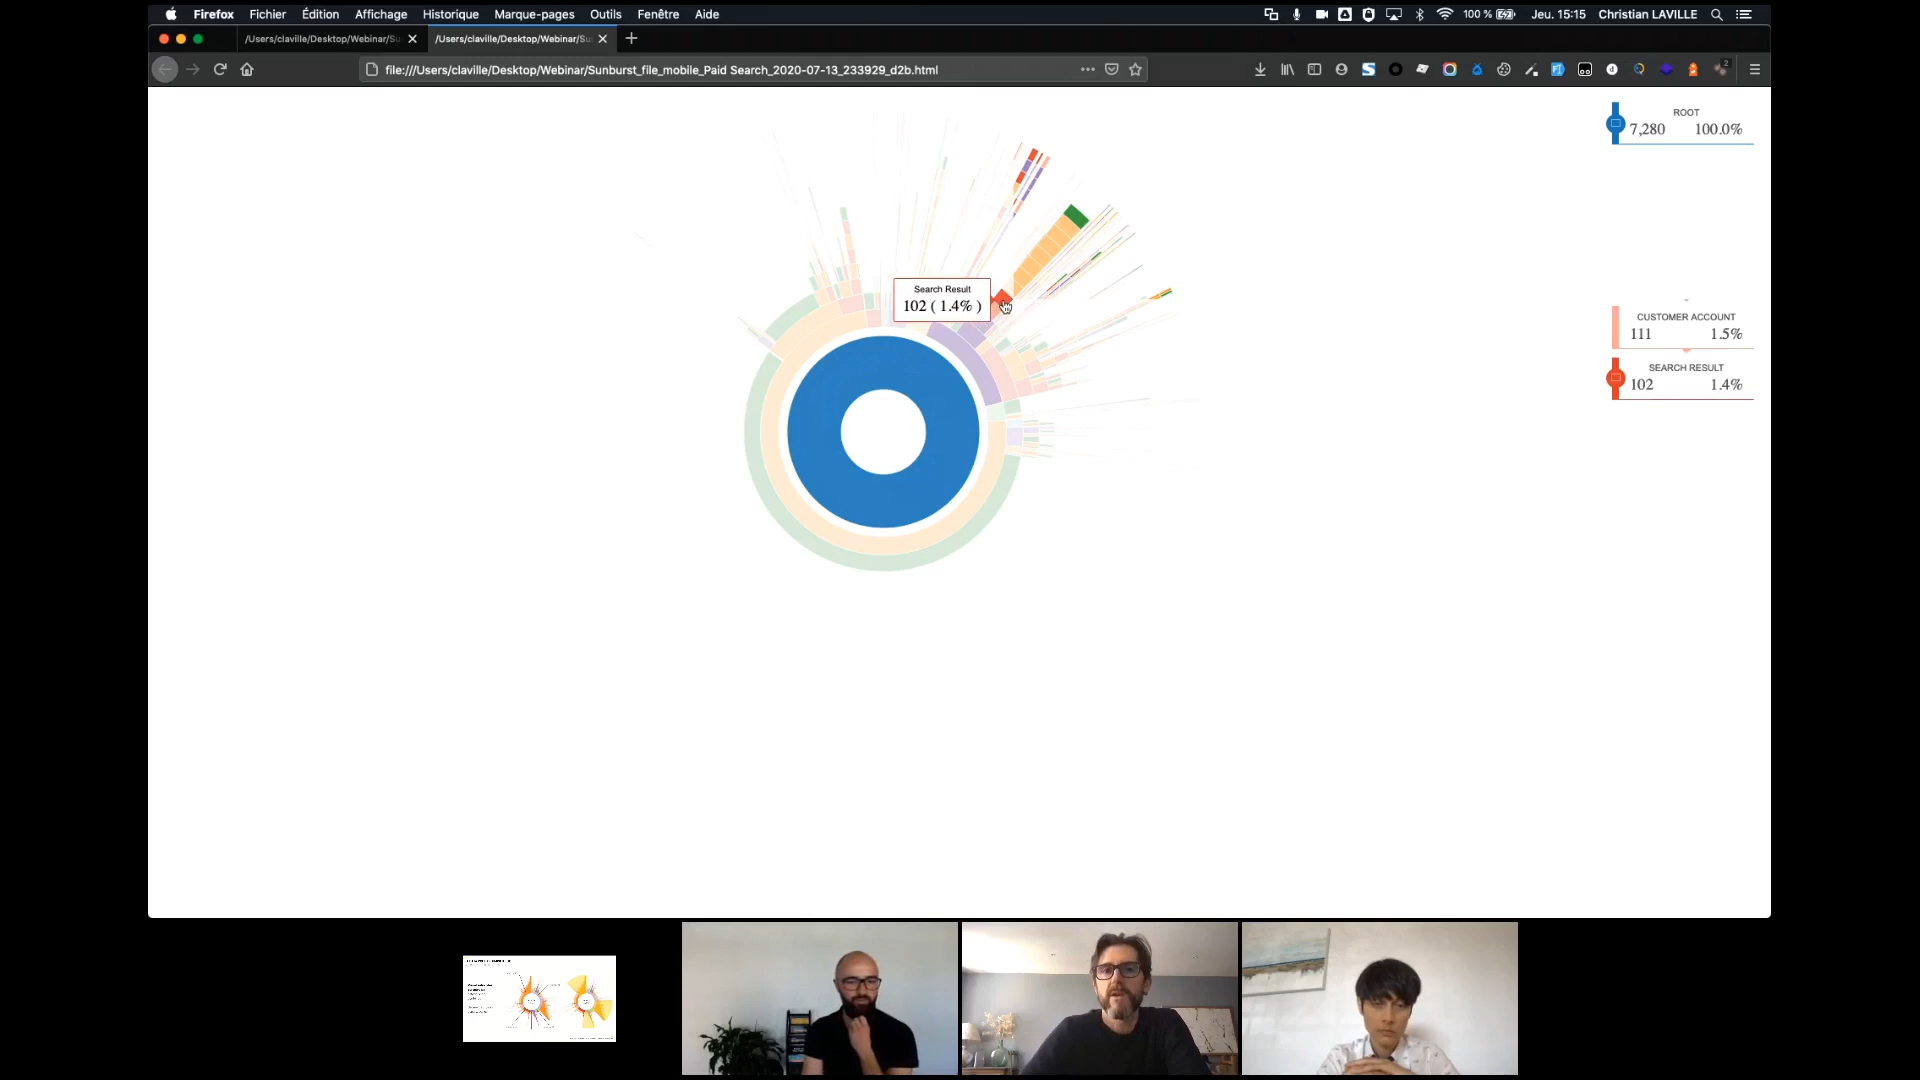 Firefox Fichier Édition Affichage Historique Marque-pages Outils Fenêtre Aide
100 % Jeu. 15:15 Christian LAVILLE
/Users/claville/Desktop/Webinar/Su
/Users/claville/Desktop/Webinar/Su
file:///Users/claville/Desktop/Webinar/Sunburst_file_mobile_Paid Search_2020-07-13_233929_d2b.html
2
ROOT
7,280 100.0%
Search Result
102 ( 1.4% )
CUSTOMER ACCOUNT
111 1.5%
SEARCH RESULT
102 1.4%